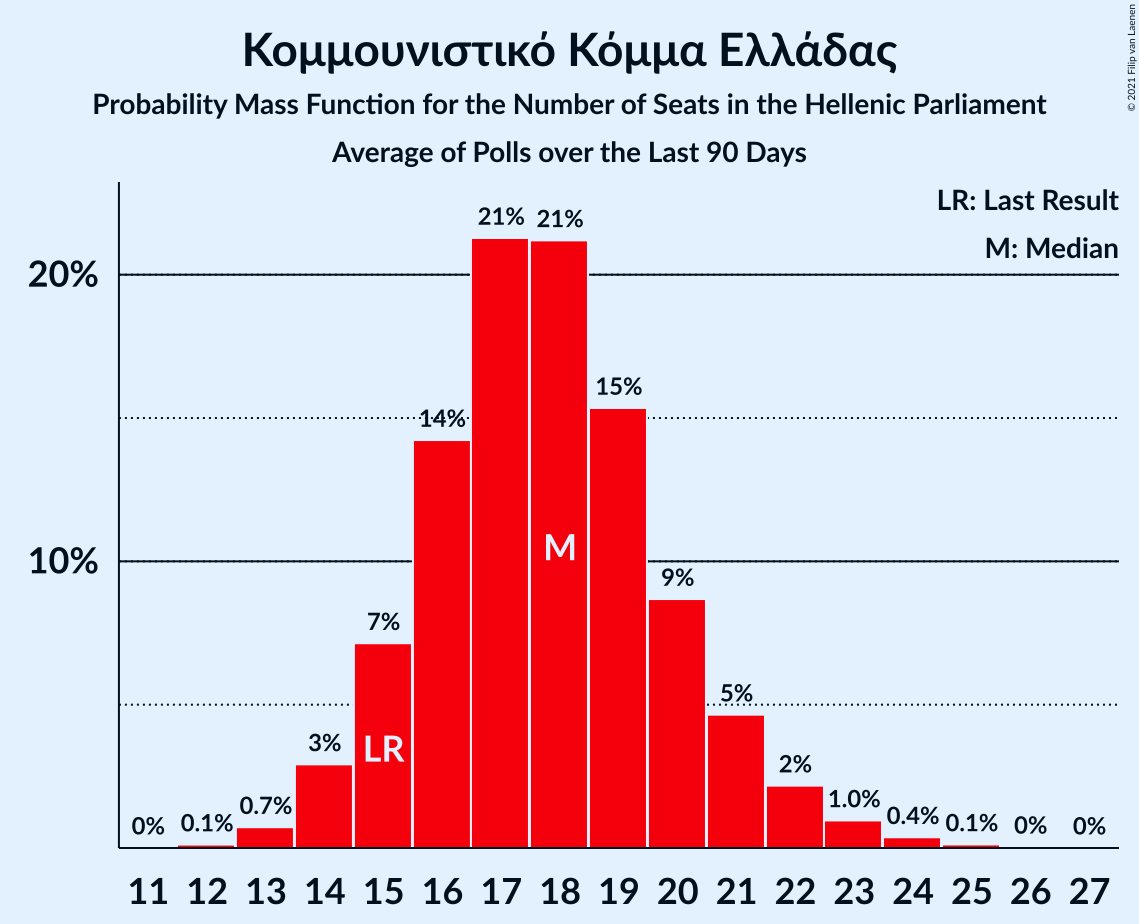 Κομμουνιστικό Κόμμα Ελλάδας
Probability Mass Function for the Number of Seats in the Hellenic Parliament
Average of Polls over the Last 90 Days
© 2021 Filip van Laenen
LR: Last Result
M: Median
20%
10%
0%
0.1%
0.7%
3%
7%
14%
21%
21%
15%
9%
5%
2%
1.0%
0.4%
0.1%
0%
0%
LR
M
11 12 13 14 15 16 17 18 19 20 21 22 23 24 25 26 27